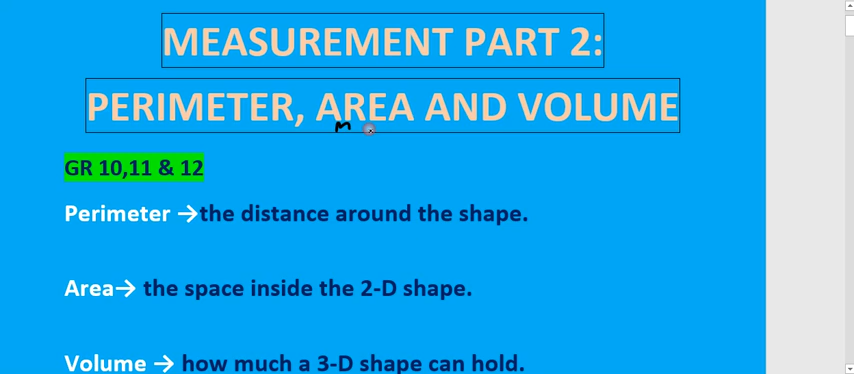 MEASUREMENT PART 2:
PERIMETER, AREA AND VOLUME
GR 10,11 & 12
Perimeter →the distance around the shape.
Area→ the space inside the 2-D shape.
Volume → how much a 3-D shape can hold.